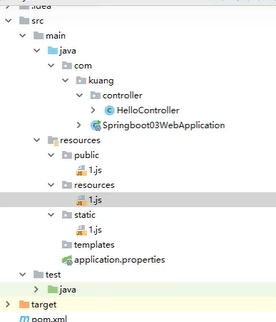 .idea
src
main
java
com
kuang
controller
HelloController
Springboot03WebApplication
resources
public
1.js
resources
1.js
static
1.js
templates
application.properties
test
java
target
pom.xml